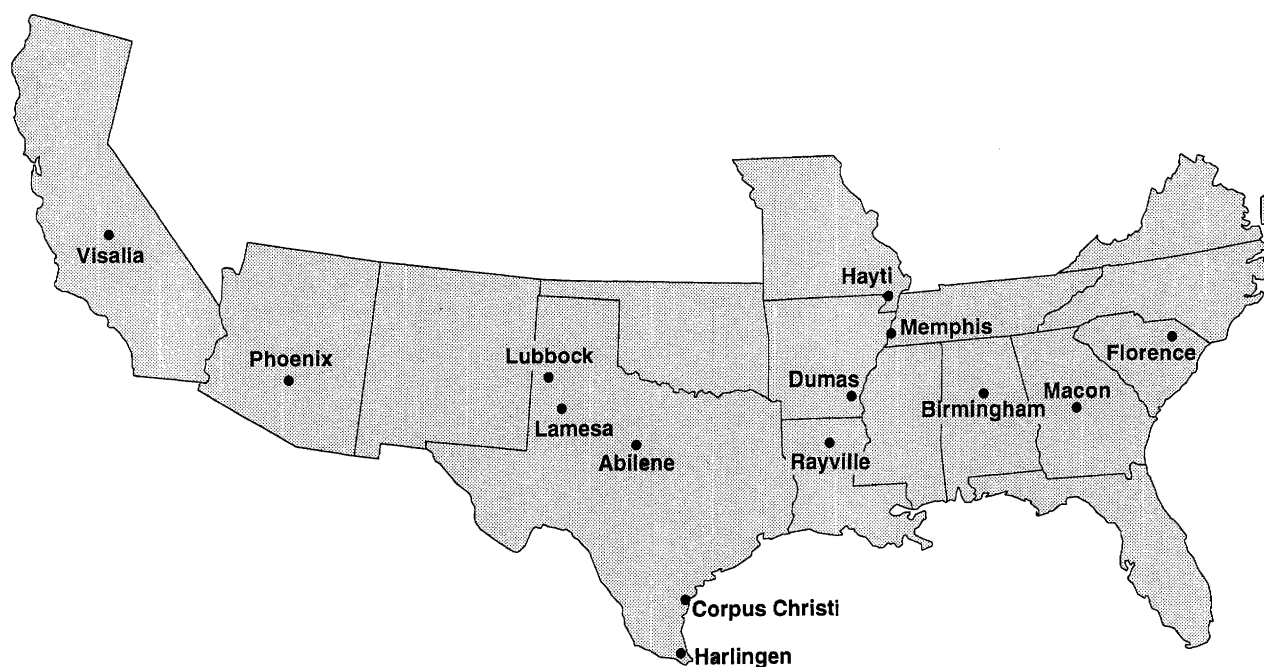 Visalia
Hayti
Memphis
Phoenix
Lubbock
Florence
Dumas
Macon
Birmingham
Lamesa
Abilene
Rayville
Corpus Christi
Harlingen